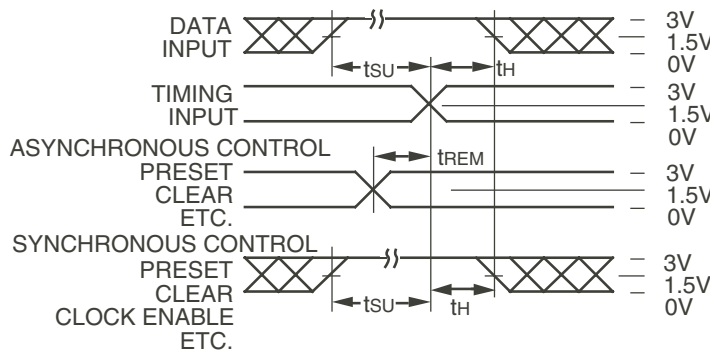 DATA
INPUT
3V
1.5V
0V
tSU
tH
TIMING
INPUT
3V
1.5V
0V
ASYNCHRONOUS CONTROL
tREM
PRESET
CLEAR
ETC.
3V
1.5V
0V
SYNCHRONOUS CONTROL
PRESET
CLEAR
CLOCK ENABLE
ETC.
3V
1.5V
0V
tSU
tH